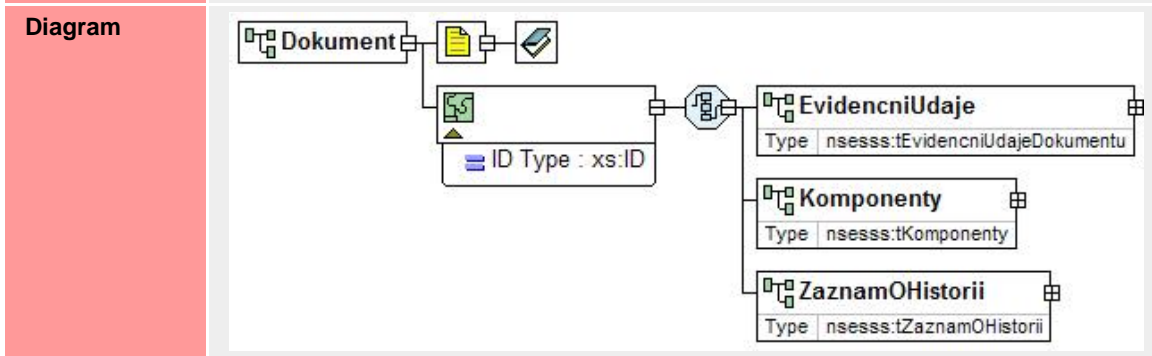 Diagram
Dokument
ID Type : xs:ID
EvidencniUdaje
Type nsesss:tEvidencniUdajeDokumentu
Komponenty
Type nsesss:tKomponenty
ZaznamOHistorii
Type nsesss:tZaznamOHistorii